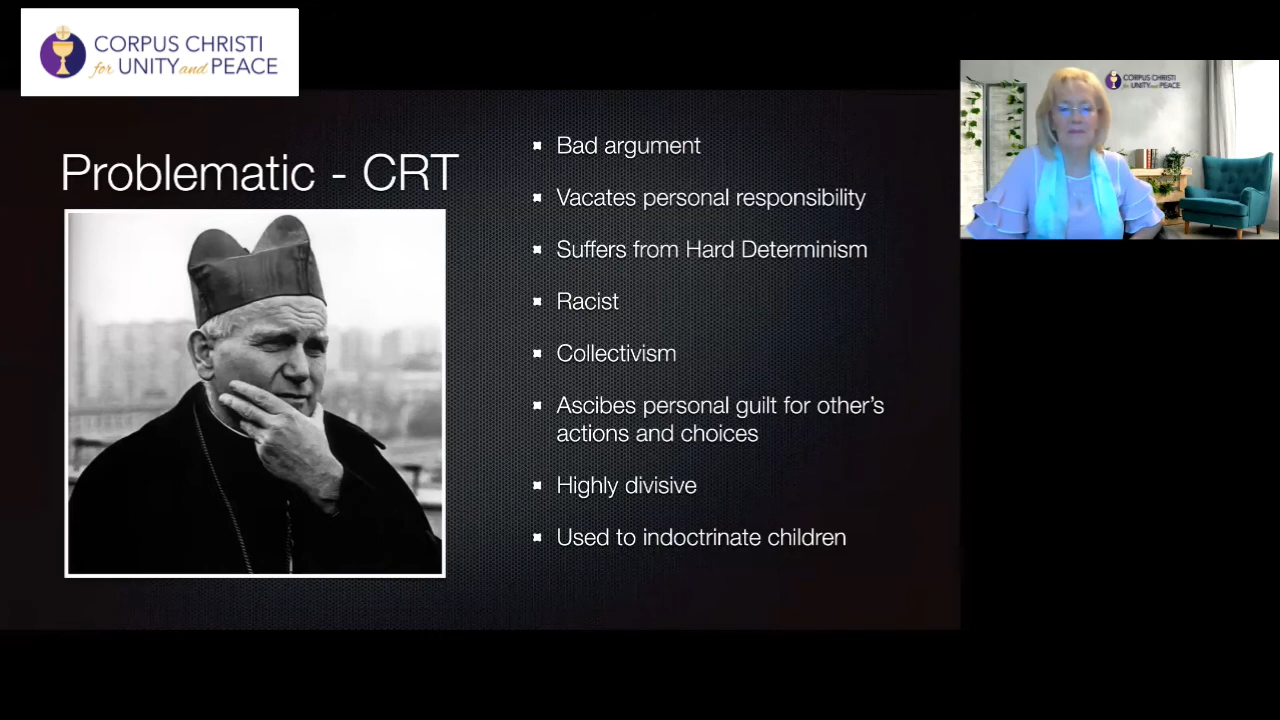 CORPUS CHRISTI
for UNITY and PEACE
CORPUS CHRISTI
for UNITY and PEACE
Problematic - CRT
Bad argument
Vacates personal responsibility
Suffers from Hard Determinism
Racist
Collectivism
Ascibes personal guilt for other's
actions and choices
Highly divisive
Used to indoctrinate children